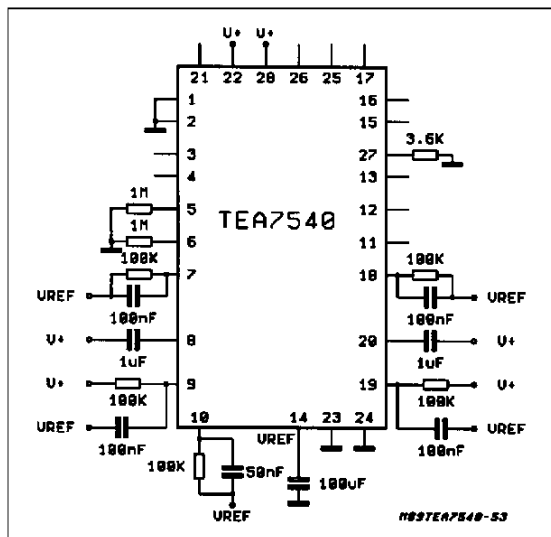 U+ U+
21 22 28 26 25 17
1 16
2 15
3 27 3.6K
4 13
1M
5 TEA7540 12
1M
6 11
100K 100K
7 18
VREF 100nF 100nF VREF
U+ 8 20 U+
1uF 1uF
U+ 9 19 U+
100K 100K
VREF 10 14 23 24 VREF
100nF VREF 100nF
100K 50nF 100uF
VREF
M89TEA7540-53